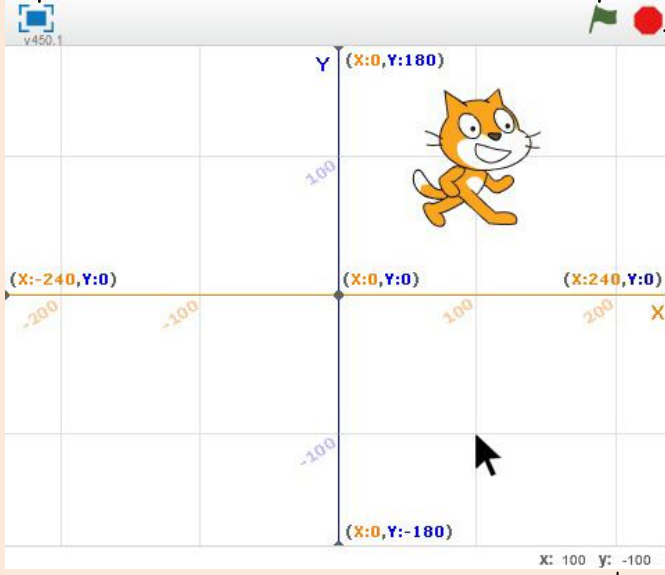 v450.1
Y (X:0,Y:180)
100
(X:-240,Y:0) (X:0,Y:0) (X:240,Y:0)
-200 -100 100 200 X
-100
(X:0,Y:-180)
X: 100 y: -100